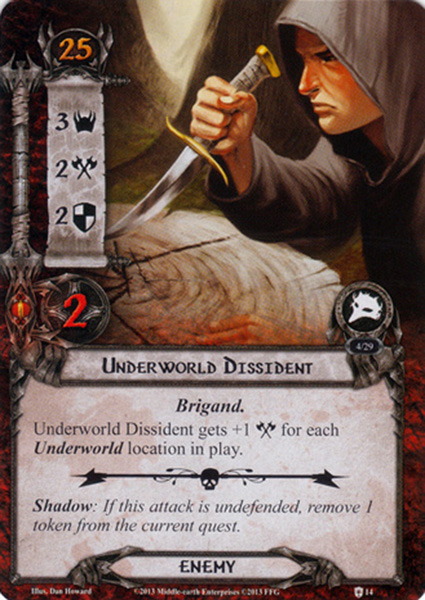 25
3
2
2
2
4/29
UNDERWORLD DISSIDENT
Brigand.
Underworld Dissident gets +1 for each
Underworld location in play.
Shadow: If this attack is undefended, remove 1
token from the current quest.
ENEMY
Illus. Dan Howard
©2013 Middle-earth Enterprises ©2013 FFG
14